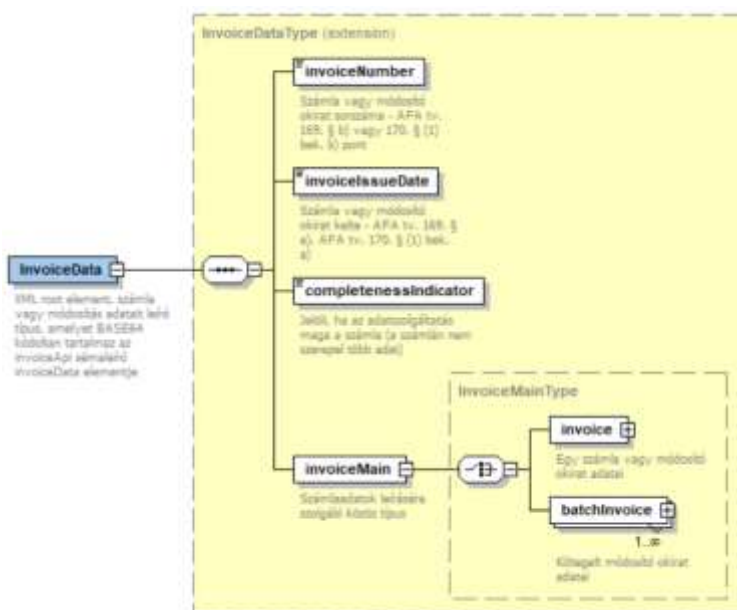 InvoiceDataType (extension)
invoiceNumber
Számla vagy módosító
okirat sorszáma - ÁFA tv.
169. § b) vagy 170. § (1)
bek. b) pont
invoiceIssueDate
Számla vagy módosító
okirat kelte - ÁFA tv. 169. §
a), ÁFA tv. 170. § (1) bek.
a)
InvoiceData
XML root element, számla
vagy módosítás adatait leíró
típus, amelyet BASE64
kódoltan tartalmaz az
invoiceApi sémaleíró
invoiceData elementje
completenessIndicator
Jelöli, ha az adatszolgáltatás
maga a számla (a számlán nem
szerepel több adat)
InvoiceMainType
invoice
Egy számla vagy módosító
okirat adatai
invoiceMain
Számlaadatok leírására
szolgáló közös típus
batchInvoice
1..∞
Kötegelt módosító okirat
adatai